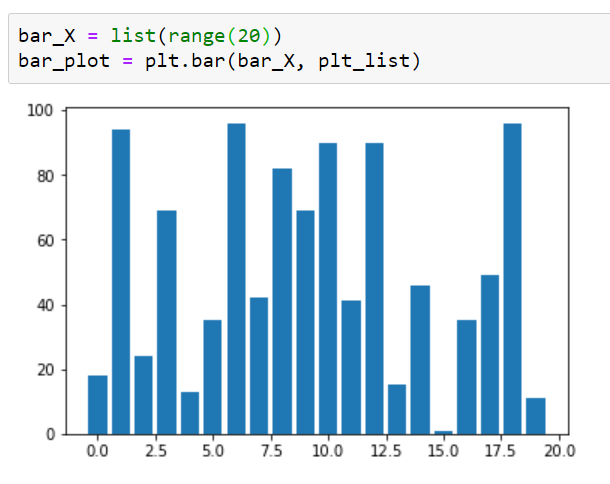 bar_X = list(range(20))
bar_plot = plt.bar(bar_X, plt_list)
100
80
60
40
20
0
0.0 2.5 5.0 7.5 10.0 12.5 15.0 17.5 20.0